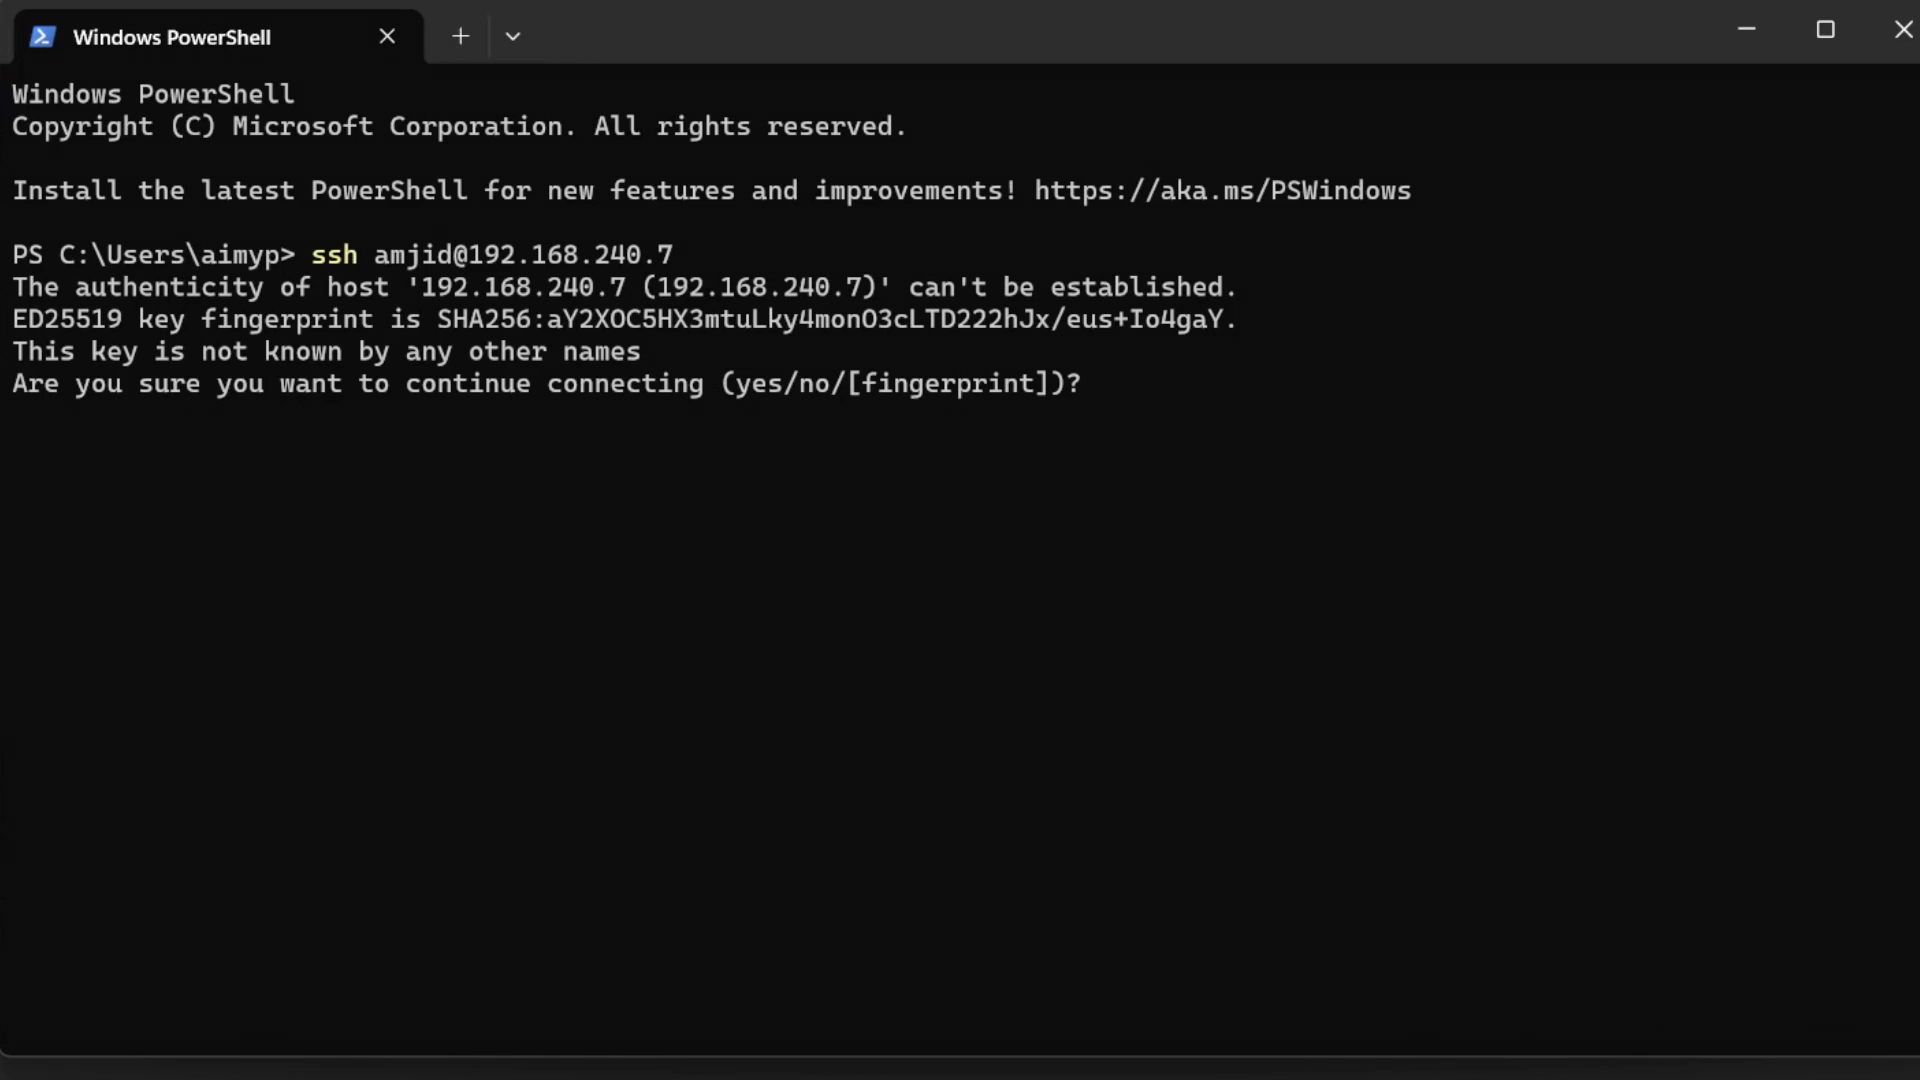 Windows PowerShell
Windows PowerShell
Copyright (C) Microsoft Corporation. All rights reserved.
Install the latest PowerShell for new features and improvements! https://aka.ms/PSWindows
PS C:\Users\aimyp> ssh amjid@192.168.240.7
The authenticity of host '192.168.240.7 (192.168.240.7)' can't be established.
ED25519 key fingerprint is SHA256:aY2XOC5HX3mtuLky4monO3cLTD222hJx/eus+Io4gaY.
This key is not known by any other names
Are you sure you want to continue connecting (yes/no/[fingerprint])?